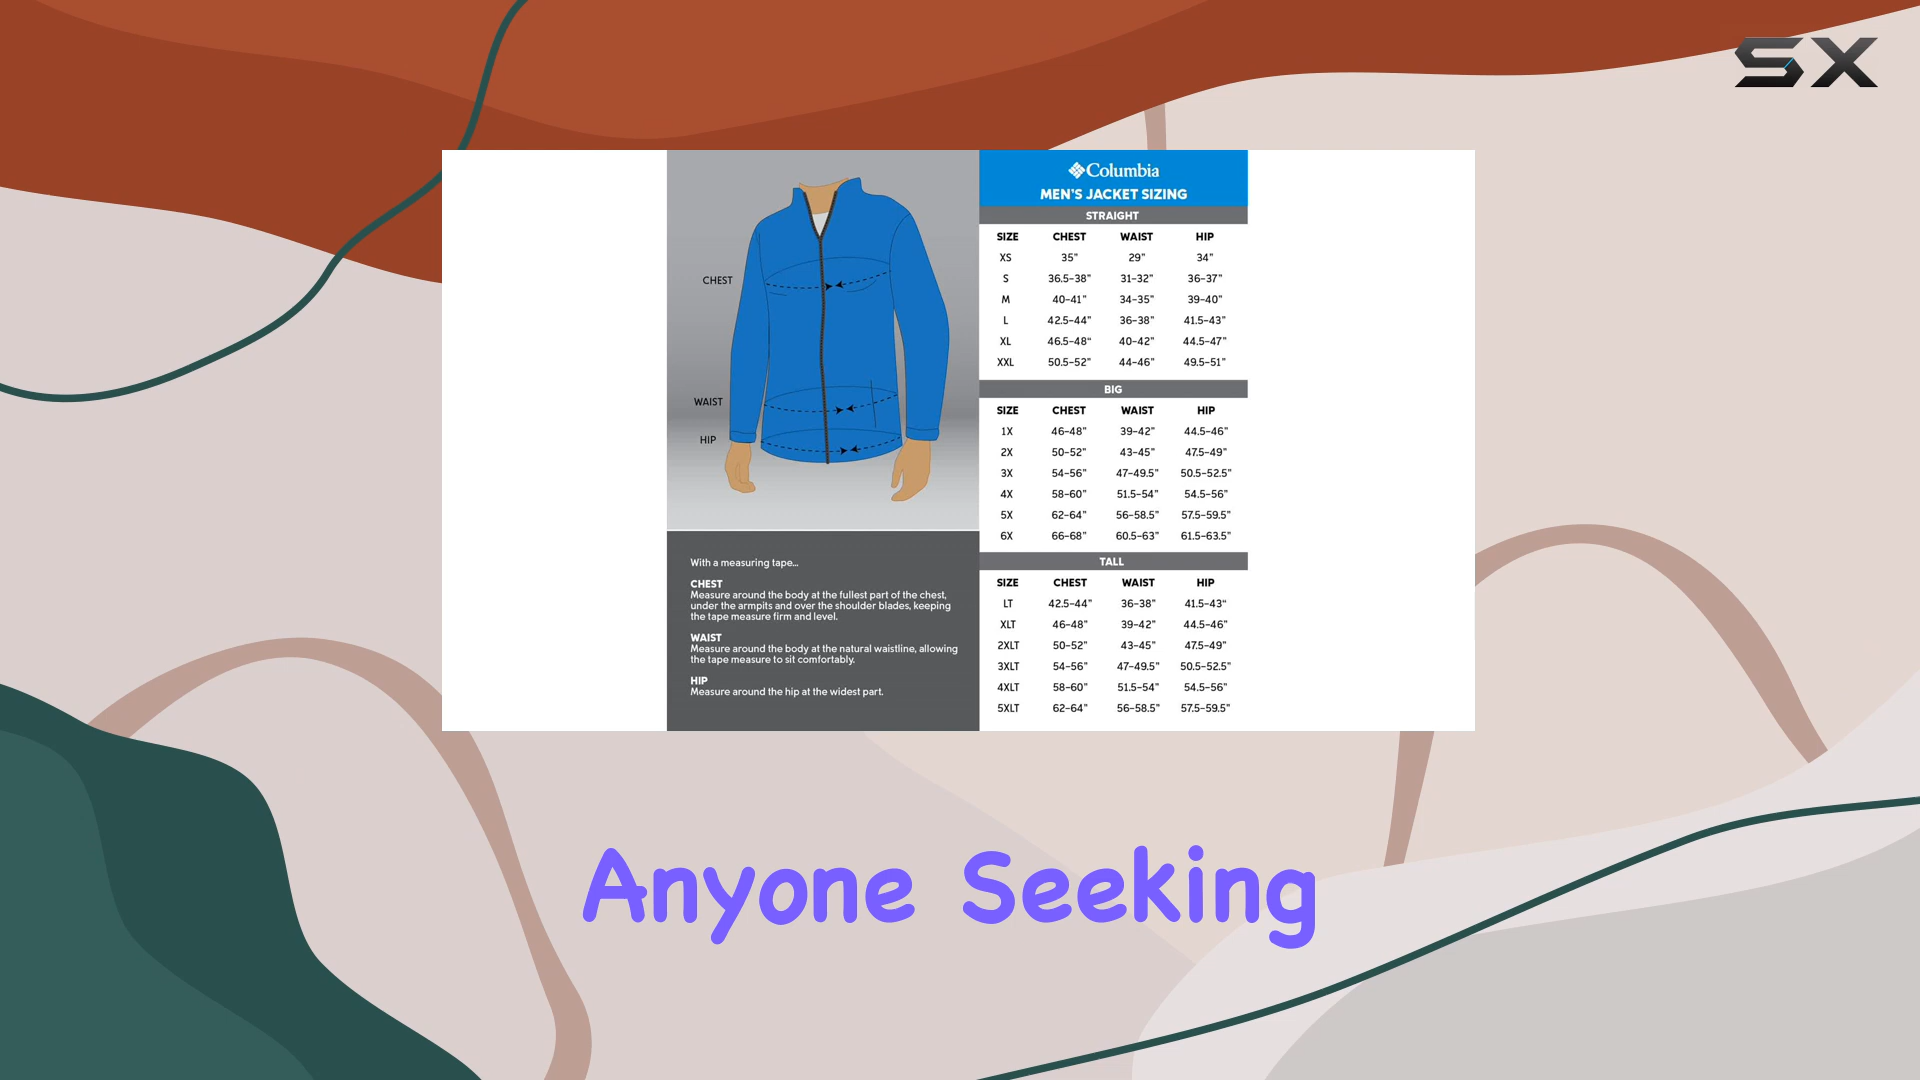 SX
Columbia
MEN'S JACKET SIZING
STRAIGHT
SIZE CHEST WAIST HIP
XS 35" 29" 34"
S 36.5-38" 31-32" 36-37"
M 40-41" 34-35" 39-40"
L 42.5-44" 36-38" 41.5-43"
XL 46.5-48" 40-42" 44.5-47"
XXL 50.5-52" 44-46" 49.5-51"
BIG
SIZE CHEST WAIST HIP
1X 46-48" 39-42" 44.5-46"
2X 50-52" 43-45" 47.5-49"
3X 54-56" 47-49.5" 50.5-52.5"
4X 58-60" 51.5-54" 54.5-56"
5X 62-64" 56-58.5" 57.5-59.5"
6X 66-68" 60.5-63" 61.5-63.5"
TALL
SIZE CHEST WAIST HIP
LT 42.5-44" 36-38" 41.5-43"
XLT 46-48" 39-42" 44.5-46"
2XLT 50-52" 43-45" 47.5-49"
3XLT 54-56" 47-49.5" 50.5-52.5"
4XLT 58-60" 51.5-54" 54.5-56"
5XLT 62-64" 56-58.5" 57.5-59.5"
CHEST
WAIST
HIP
With a measuring tape...
CHEST
Measure around the body at the fullest part of the chest,
under the armpits and over the shoulder blades, keeping
the tape measure firm and level.
WAIST
Measure around the body at the natural waistline, allowing
the tape measure to sit comfortably.
HIP
Measure around the hip at the widest part.
Anyone Seeking